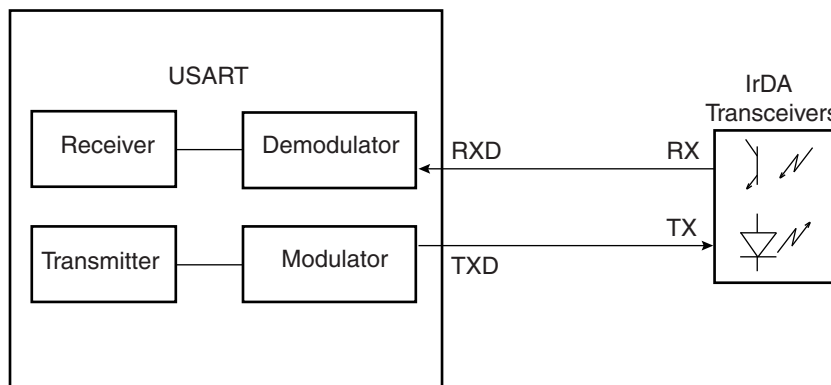 USART
IrDA
Transceivers
Receiver
Demodulator
RXD
RX
Transmitter
Modulator
TX
TXD